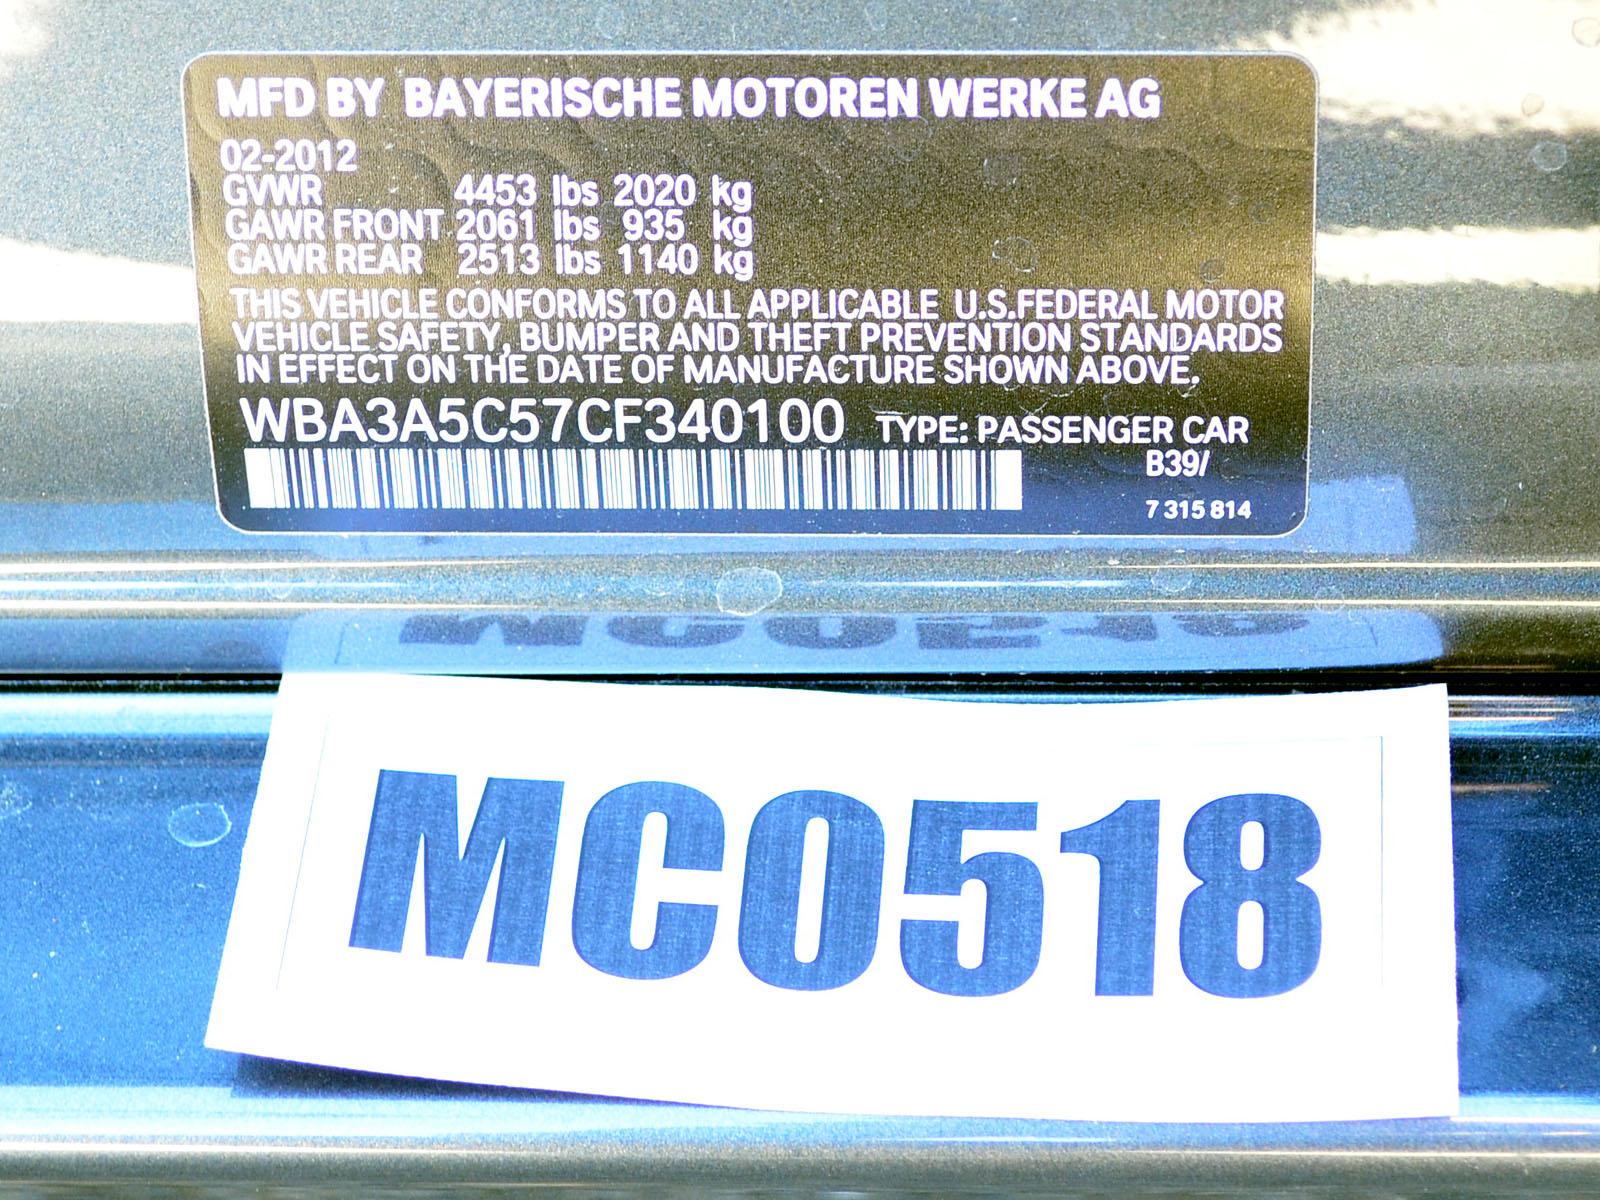 MFD BY BAYERISCHE MOTOREN WERKE AG
02-2012
GVWR 4453 lbs 2020 kg
GAWR FRONT 2061 lbs 935 kg
GAWR REAR 2513 lbs 1140 kg
THIS VEHICLE CONFORMS TO ALL APPLICABLE U.S.FEDERAL MOTOR
VEHICLE SAFETY, BUMPER AND THEFT PREVENTION STANDARDS
IN EFFECT ON THE DATE OF MANUFACTURE SHOWN ABOVE.
WBA3A5C57CF340100 TYPE: PASSENGER CAR
B39/
7 315 814
MC0518